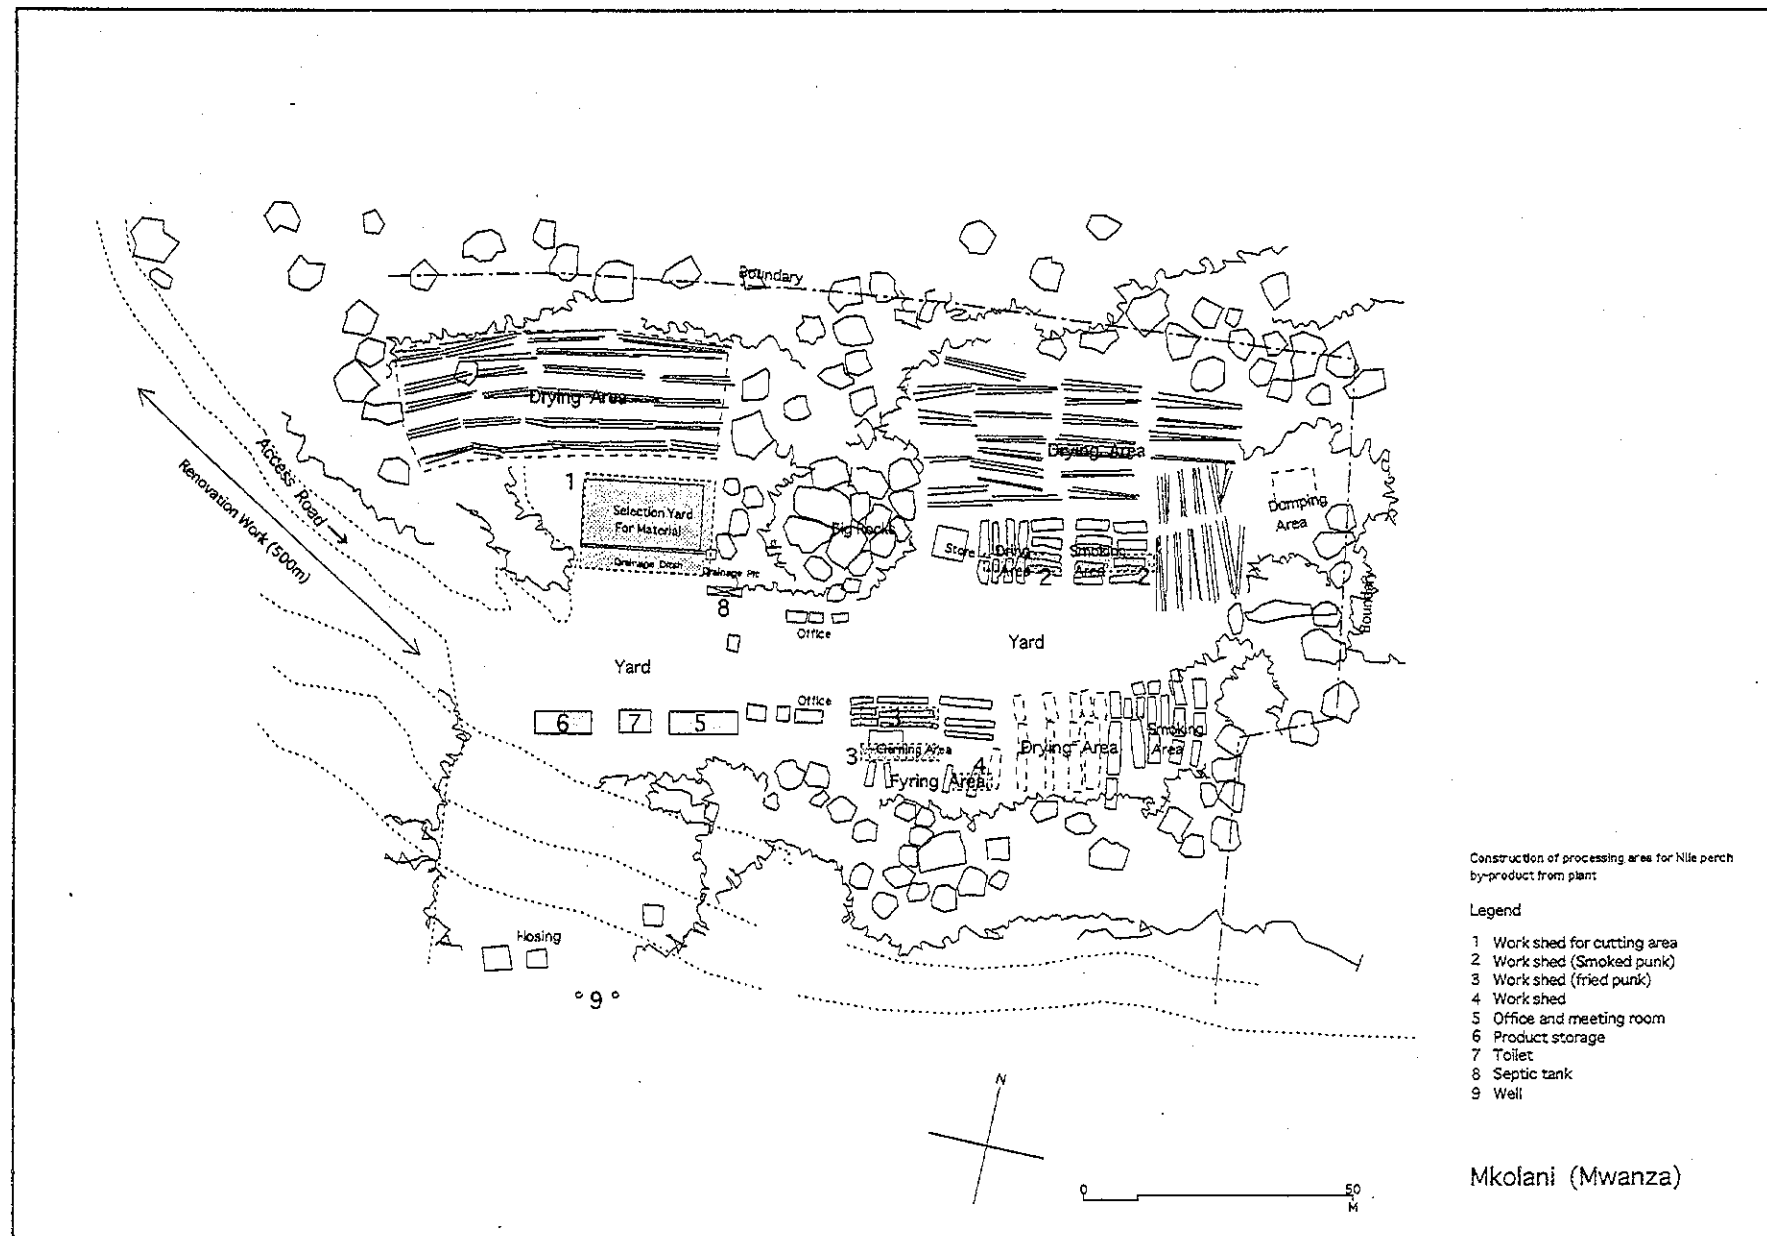 Boundary
Drying Area
Access Road
Renovation Work (500m)
1
Selection Yard
For Material
Drainage Ditsh
Drainage Pit
8
Big Rocks
Drying Area
Domping
Area
Store
Dring
Area
2
Smoking
Area
2
Boundary
Office
Yard
Yard
Office
6
7
5
3
3
4
Fyring Area
Drying Area
Smoking
Area
Hosing
9
Construction of processing area for Nile perch
by-product from plant
Legend
1 Work shed for cutting area
2 Work shed (Smoked punk)
3 Work shed (fried punk)
4 Work shed
5 Office and meeting room
6 Product storage
7 Toilet
8 Septic tank
9 Well
N
0
50
M
Mkolani (Mwanza)